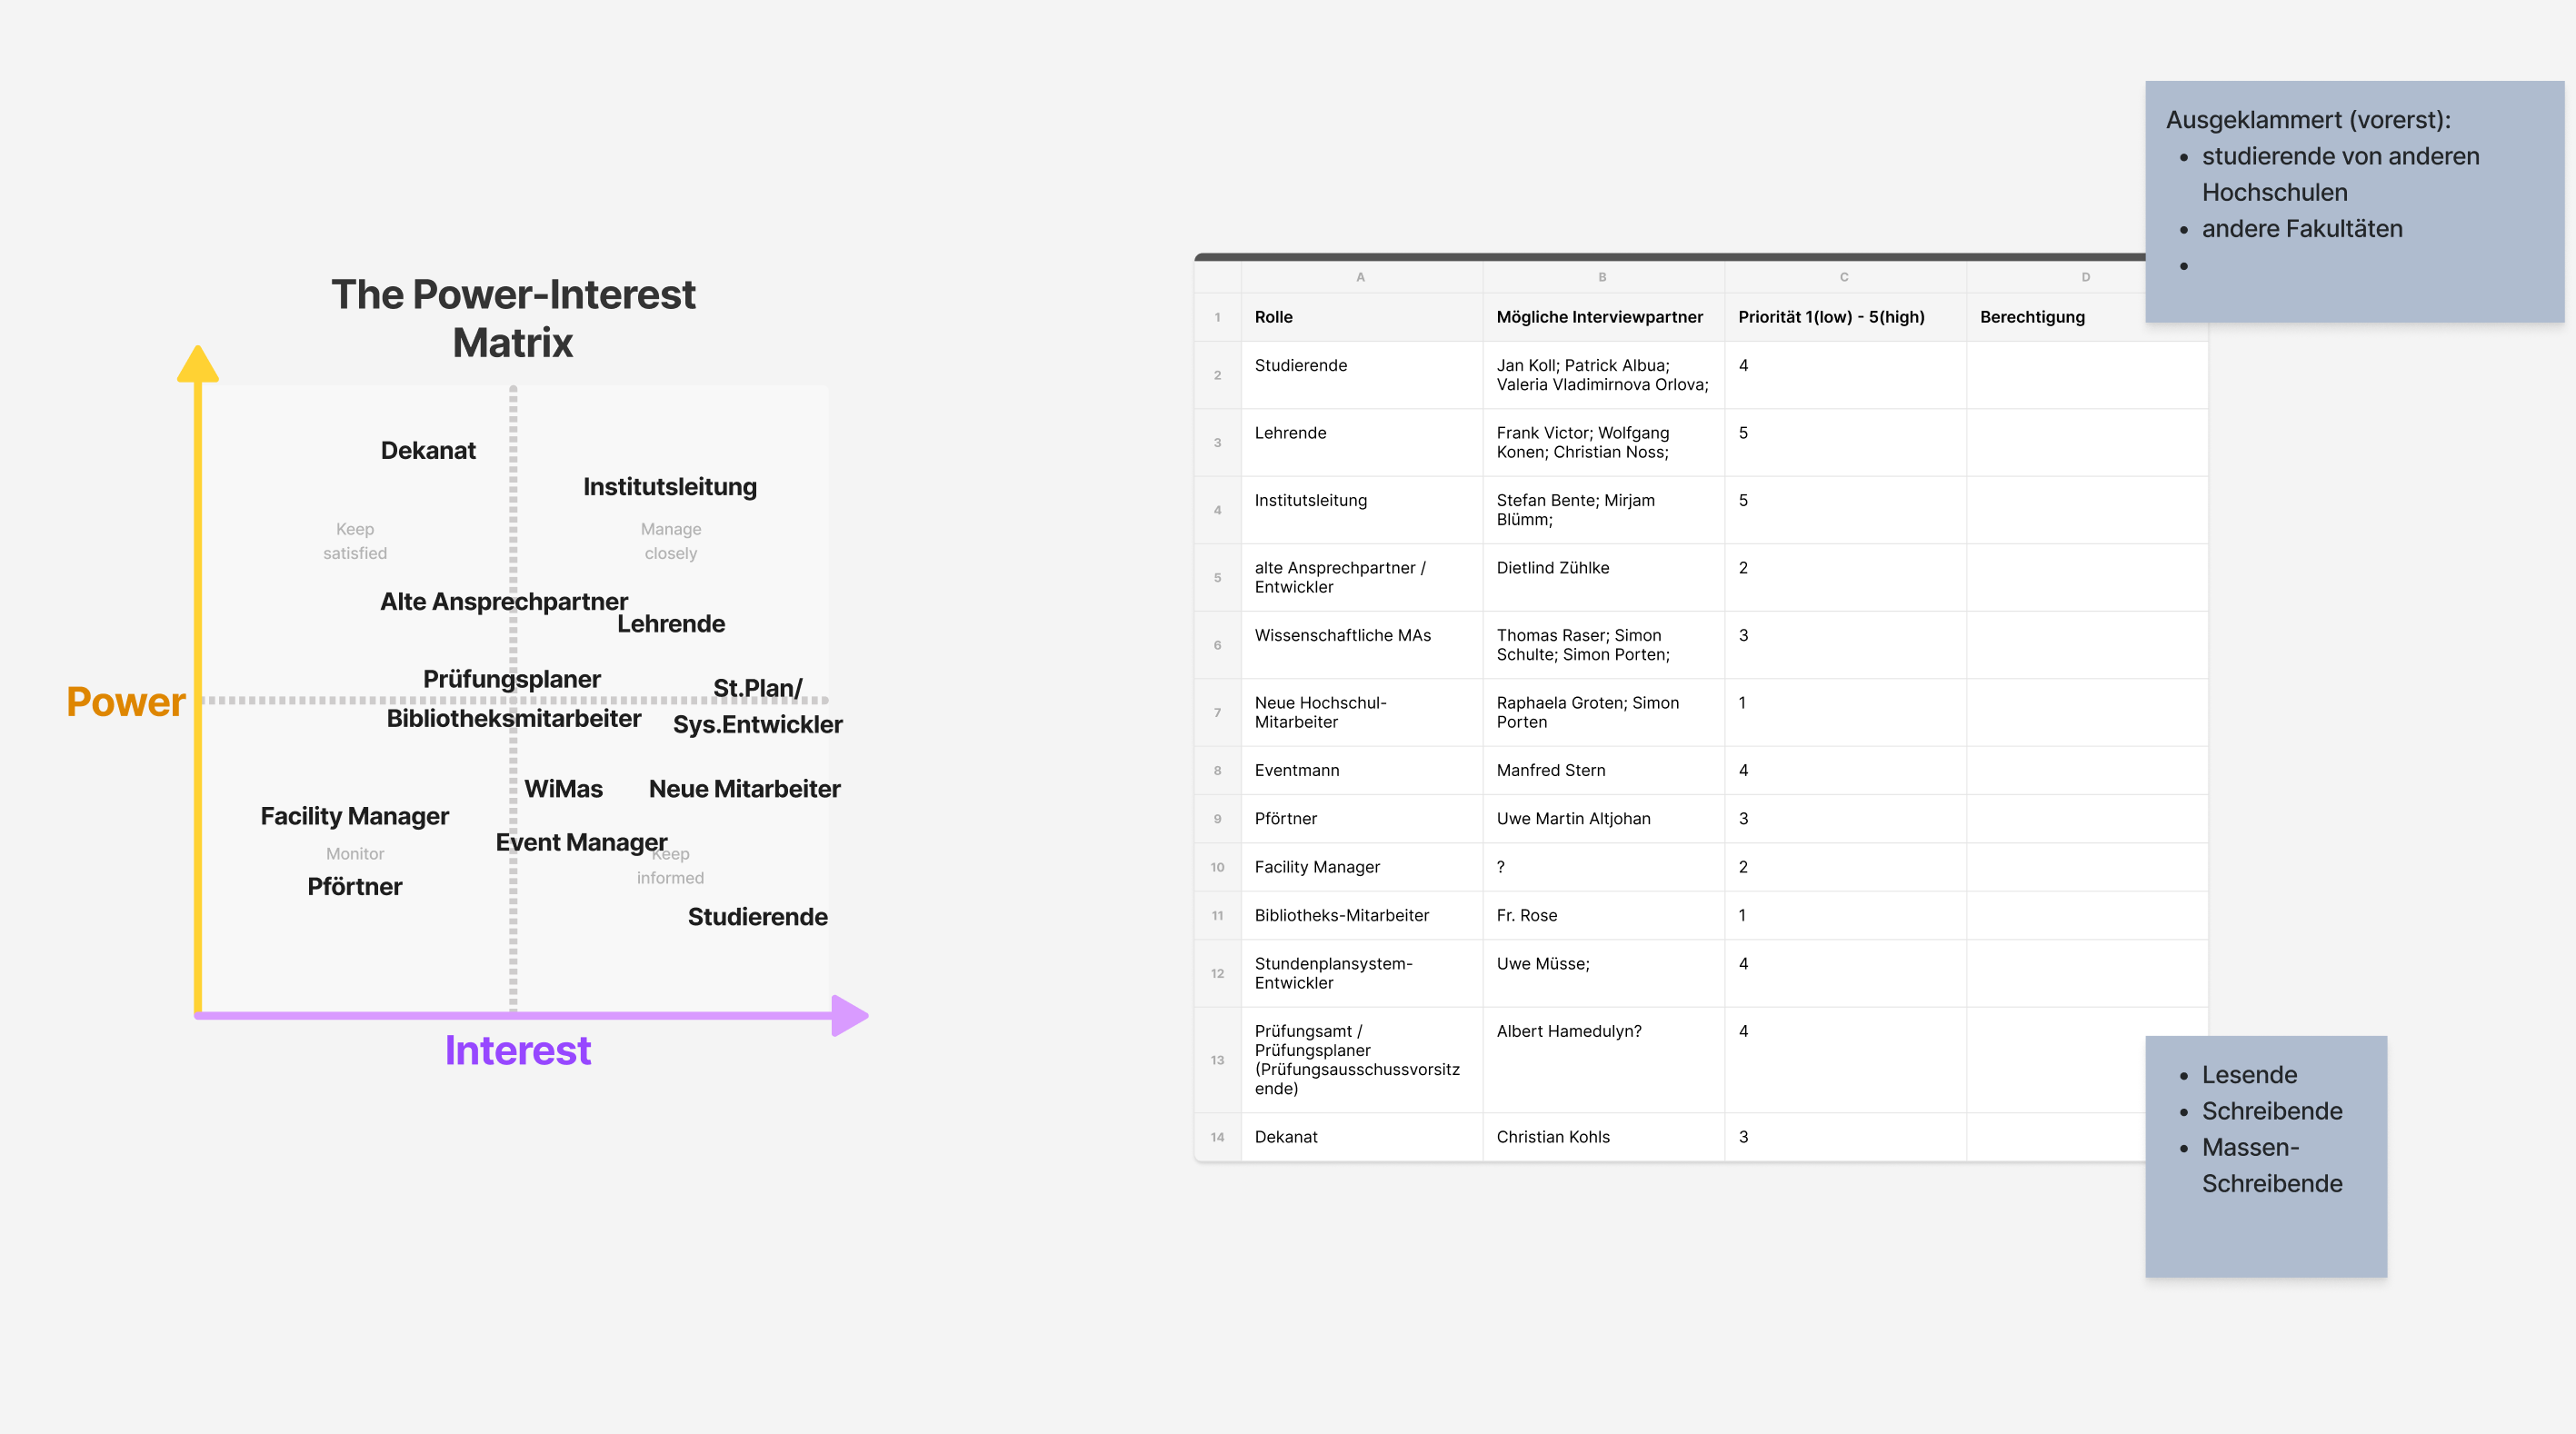 The Power-Interest
Matrix
Dekanat
Institutsleitung
Keep
satisfied
Manage
closely
Alte Ansprechpartner
Lehrende
Prüfungsplaner
St.Plan/
Power
Bibliotheksmitarbeiter
Sys.Entwickler
WiMas
Neue Mitarbeiter
Facility Manager
Event Manager
Monitor
Keep
informed
Pförtner
Studierende
Interest
Ausgeklammert (vorerst):
• studierende von anderen
Hochschulen
• andere Fakultäten
•
A B C D
1 Rolle Mögliche Interviewpartner Priorität 1(low) - 5(high) Berechtigung
2 Studierende Jan Koll; Patrick Albua; 4
Valeria Vladimirnova Orlova;
3 Lehrende Frank Victor; Wolfgang 5
Konen; Christian Noss;
4 Institutsleitung Stefan Bente; Mirjam 5
Blümm;
5 alte Ansprechpartner / Dietlind Zühlke 2
Entwickler
6 Wissenschaftliche MAs Thomas Raser; Simon 3
Schulte; Simon Porten;
7 Neue Hochschul- Raphaela Groten; Simon 1
Mitarbeiter Porten
8 Eventmann Manfred Stern 4
9 Pförtner Uwe Martin Altjohan 3
10 Facility Manager ? 2
11 Bibliotheks-Mitarbeiter Fr. Rose 1
12 Stundenplansystem- Uwe Müsse; 4
Entwickler
13 Prüfungsamt / Albert Hamedulyn? 4
Prüfungsplaner
(Prüfungsausschussvorsitz
ende)
14 Dekanat Christian Kohls 3
• Lesende
• Schreibende
• Massen-
Schreibende